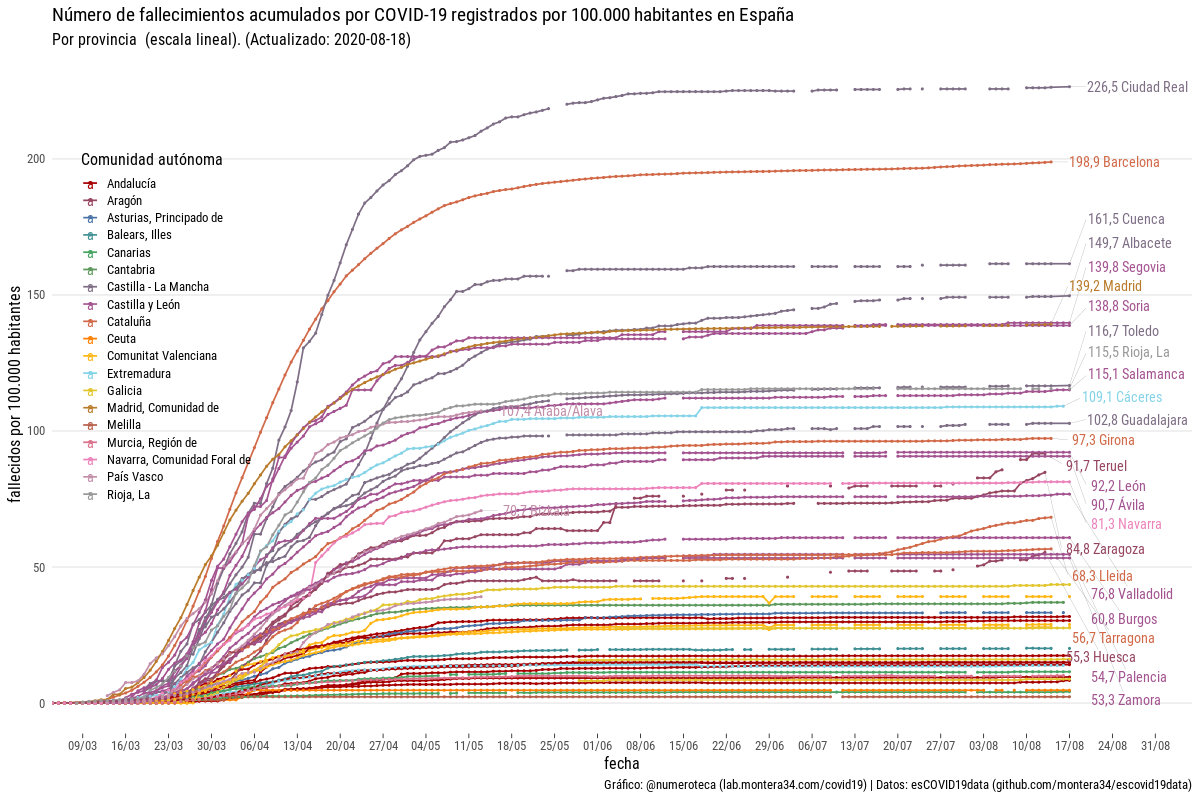 Número de fallecimientos acumulados por COVID-19 registrados por 100.000 habitantes en España
Por provincia  (escala lineal). (Actualizado: 2020-08-18)
fallecidos por 100.000 habitantes
200
150
100
50
0
Comunidad autónoma
Andalucía
Aragón
Asturias, Principado de
Balears, Illes
Canarias
Cantabria
Castilla - La Mancha
Castilla y León
Cataluña
Ceuta
Comunitat Valenciana
Extremadura
Galicia
Madrid, Comunidad de
Melilla
Murcia, Región de
Navarra, Comunidad Foral de
País Vasco
Rioja, La
226,5 Ciudad Real
198,9 Barcelona
161,5 Cuenca
149,7 Albacete
139,8 Segovia
139,2 Madrid
138,8 Soria
116,7 Toledo
115,5 Rioja, La
115,1 Salamanca
109,1 Cáceres
107,4 Araba/Álava
102,8 Guadalajara
97,3 Girona
91,7 Teruel
92,2 León
90,7 Ávila
81,3 Navarra
84,8 Zaragoza
68,3 Lleida
76,8 Valladolid
60,8 Burgos
56,7 Tarragona
55,3 Huesca
54,7 Palencia
53,3 Zamora
09/03 16/03 23/03 30/03 06/04 13/04 20/04 27/04 04/05 11/05 18/05 25/05 01/06 08/06 15/06 22/06 29/06 06/07 13/07 20/07 27/07 03/08 10/08 17/08 24/08 31/08
fecha
Gráfico: @numeroteca (lab.montera34.com/covid19) | Datos: esCOVID19data (github.com/montera34/escovid19data)